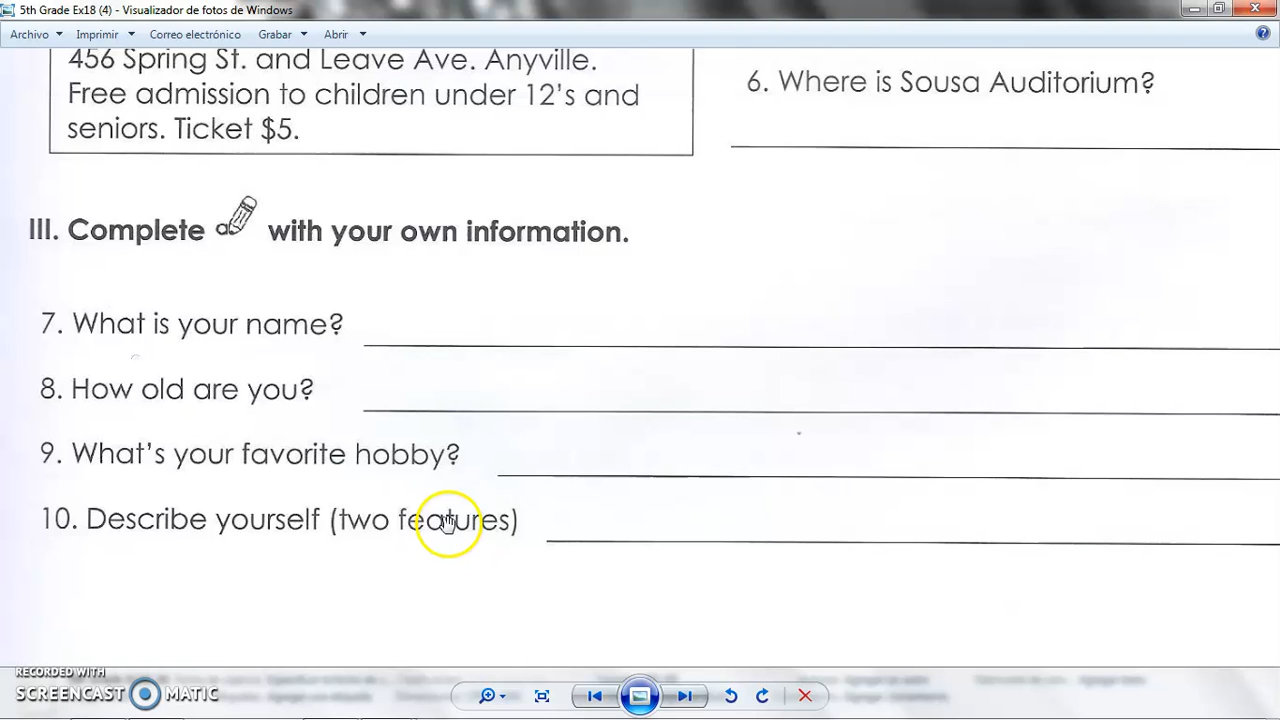 5th Grade Ex18 (4) - Visualizador de fotos de Windows
Archivo Imprimir Correo electrónico Grabar Abrir
456 Spring St. and Leave Ave. Anyville.
Free admission to children under 12's and
seniors. Ticket $5.
6. Where is Sousa Auditorium?
III. Complete with your own information.
7. What is your name?
8. How old are you?
9. What's your favorite hobby?
10. Describe yourself (two features)
RECORDED WITH
SCREENCAST MATIC